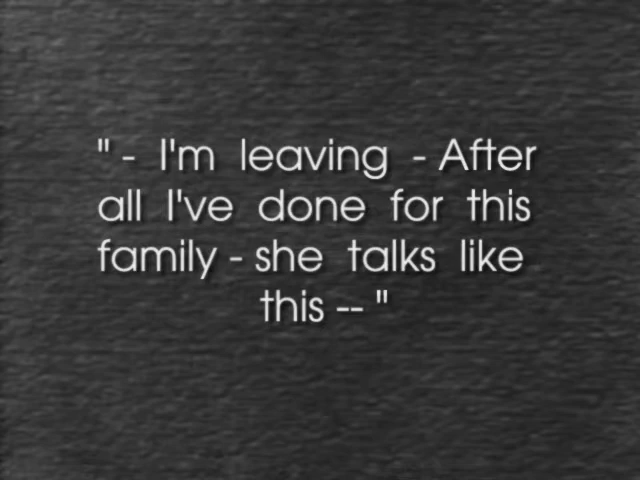 " - I'm leaving - After
all I've done for this
family - she talks like
this -- "